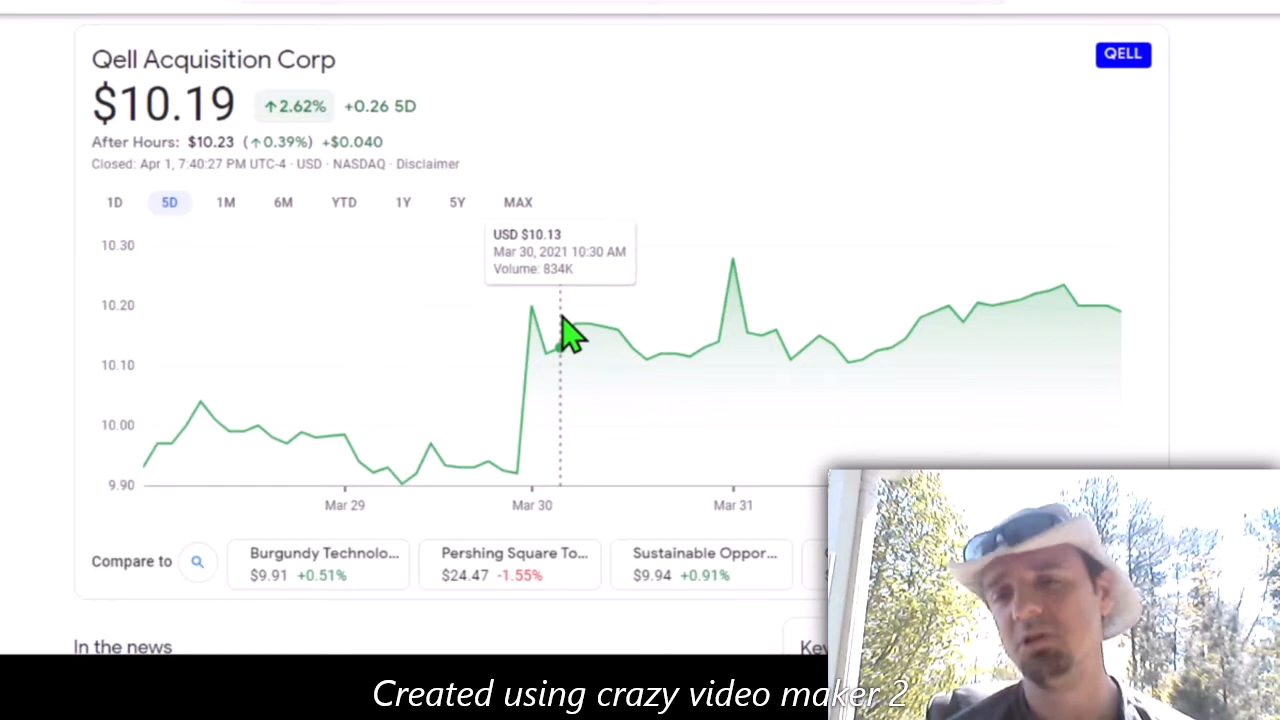 Qell Acquisition Corp
QELL
$10.19 ↑2.62% +0.26 5D
After Hours: $10.23 (↑0.39%) +$0.040
Closed: Apr 1, 7:40:27 PM UTC-4 · USD · NASDAQ · Disclaimer
1D 5D 1M 6M YTD 1Y 5Y MAX
USD $10.13
Mar 30, 2021 10:30 AM
Volume: 834K
10.30
10.20
10.10
10.00
9.90
Mar 29 Mar 30 Mar 31
Compare to
Burgundy Technolo...
$9.91 +0.51%
Pershing Square To...
$24.47 -1.55%
Sustainable Oppor...
$9.94 +0.91%
In the news
Created using crazy video maker 2